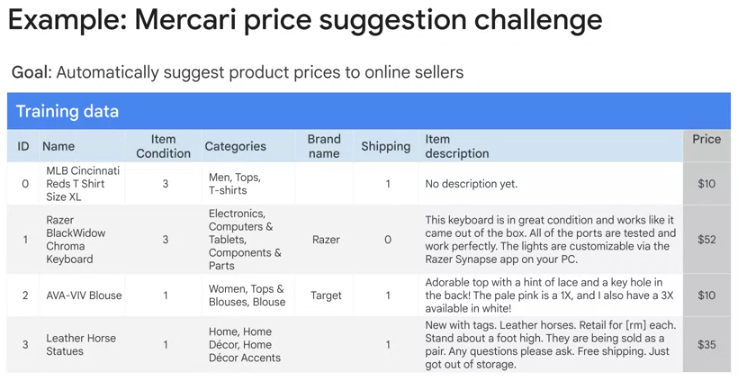 Example: Mercari price suggestion challenge
Goal: Automatically suggest product prices to online sellers
Training data
ID Name Item Condition Categories Brand name Shipping Item description Price
0 MLB Cincinnati Reds T Shirt Size XL 3 Men, Tops, T-shirts 1 No description yet. $10
1 Razer BlackWidow Chroma Keyboard 3 Electronics, Computers & Tablets, Components & Parts Razer 0 This keyboard is in great condition and works like it came out of the box. All of the ports are tested and work perfectly. The lights are customizable via the Razer Synapse app on your PC. $52
2 AVA-VIV Blouse 1 Women, Tops & Blouses, Blouse Target 1 Adorable top with a hint of lace and a key hole in the back! The pale pink is a 1X, and I also have a 3X available in white! $10
3 Leather Horse Statues 1 Home, Home Décor, Home Décor Accents 1 New with tags. Leather horses. Retail for [rm] each. Stand about a foot high. They are being sold as a pair. Any questions please ask. Free shipping. Just got out of storage. $35